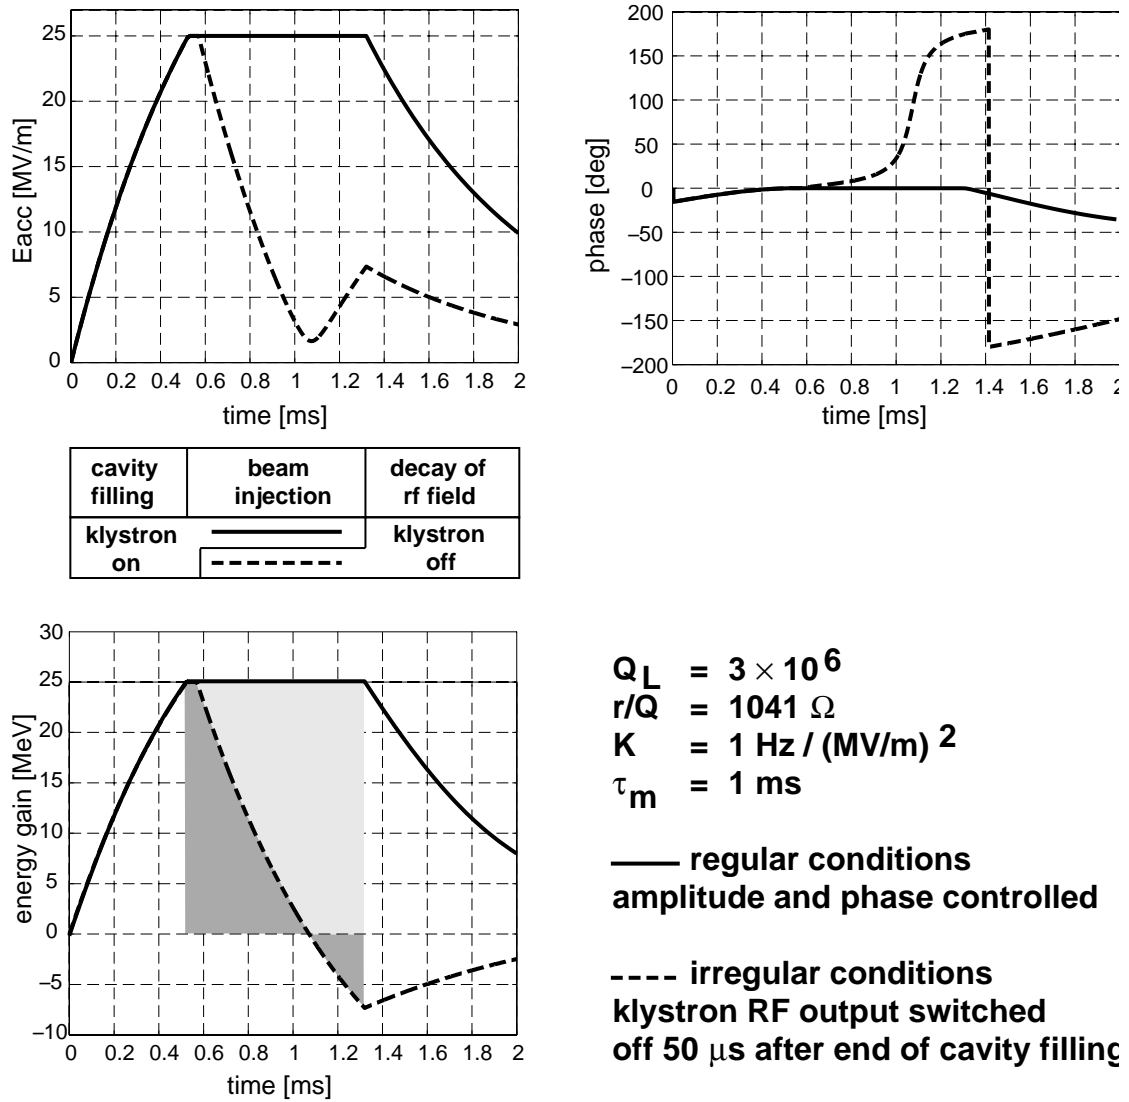 25
20
15
10
5
0
Eacc [MV/m]
0 0.2 0.4 0.6 0.8 1 1.2 1.4 1.6 1.8 2
time [ms]
200
150
100
50
0
−50
−100
−150
−200
phase [deg]
0 0.2 0.4 0.6 0.8 1 1.2 1.4 1.6 1.8
time [ms]
cavity filling
beam injection
decay of rf field
klystron on
klystron off
30
25
20
15
10
5
0
−5
−10
energy gain [MeV]
0 0.2 0.4 0.6 0.8 1 1.2 1.4 1.6 1.8 2
time [ms]
Q L = 3 × 10 6
r/Q = 1041 Ω
K = 1 Hz / (MV/m) 2
τ m = 1 ms
regular conditions
amplitude and phase controlled
irregular conditions
klystron RF output switched
off 50 μs after end of cavity filling